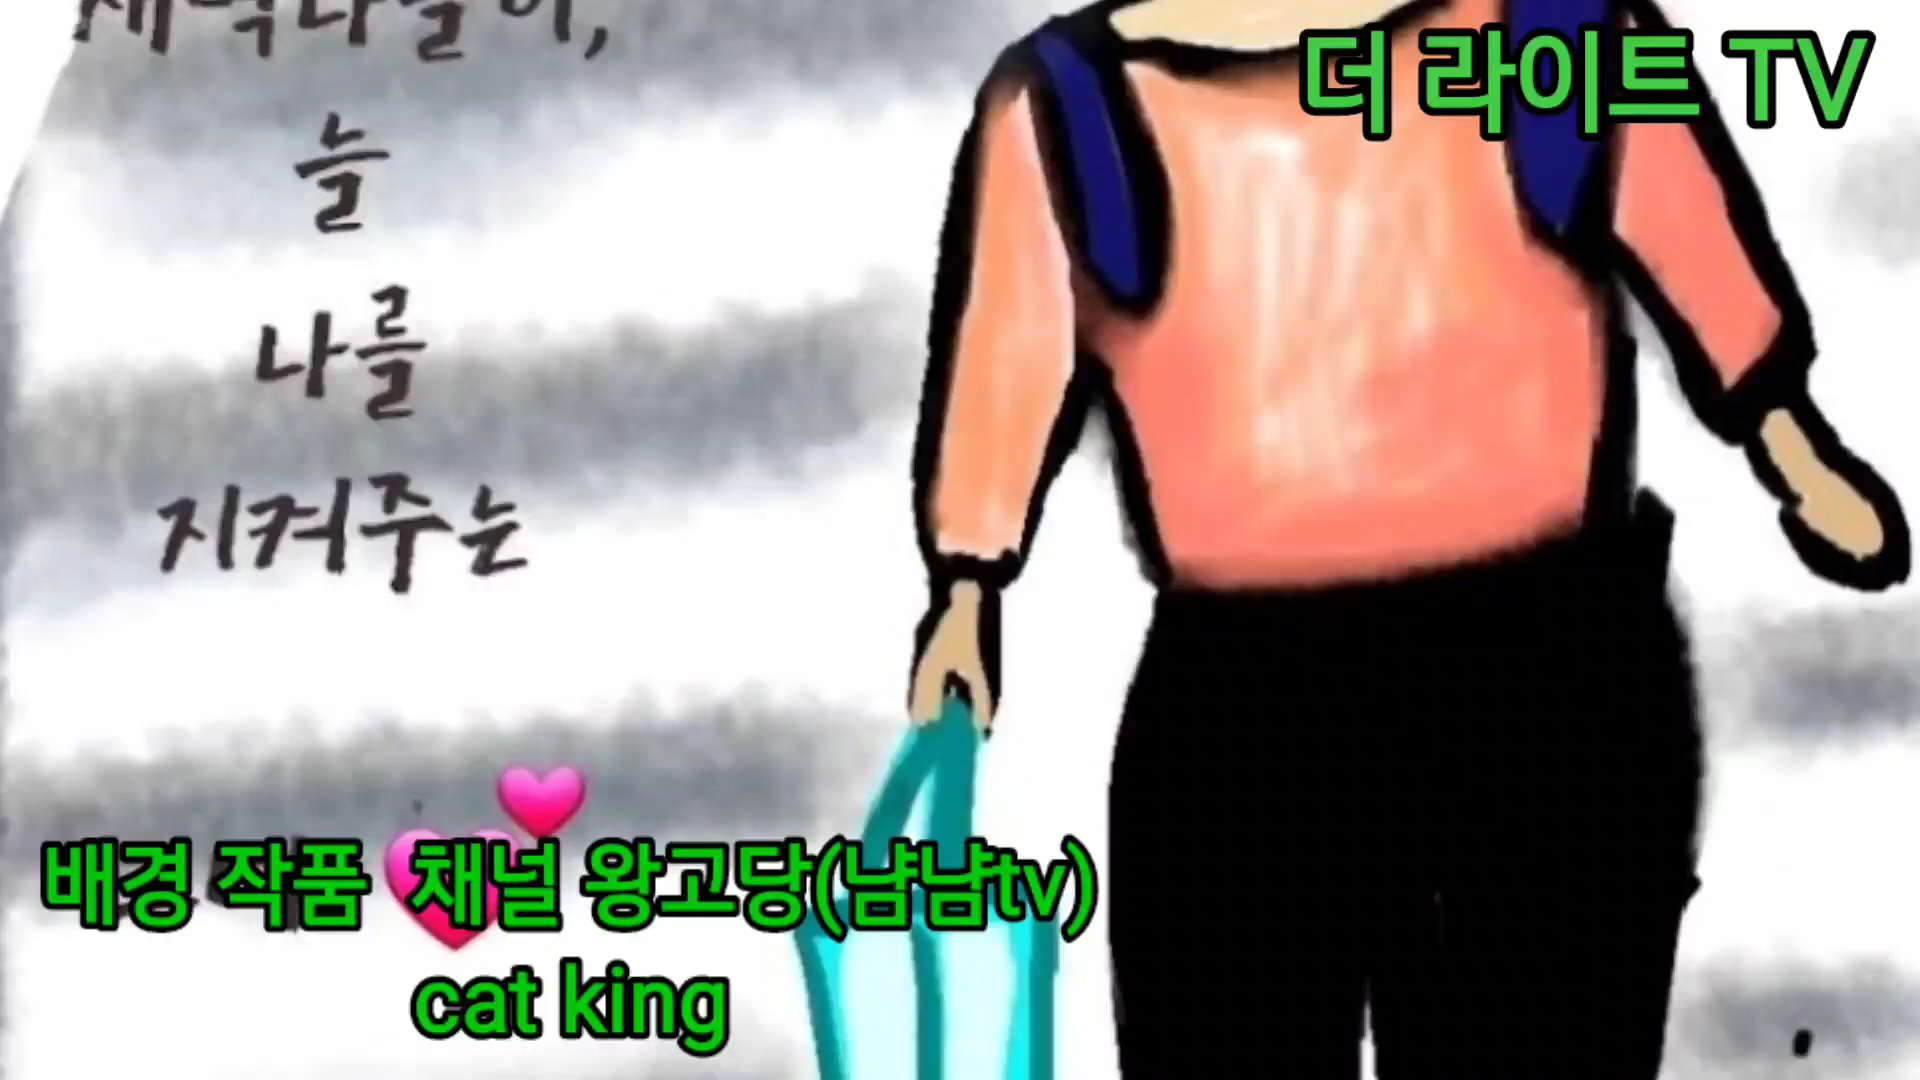 더 라이트 TV
늘
나를
지켜주는
배경 작품 💕 채널 왕고당(냠냠tv)
cat king